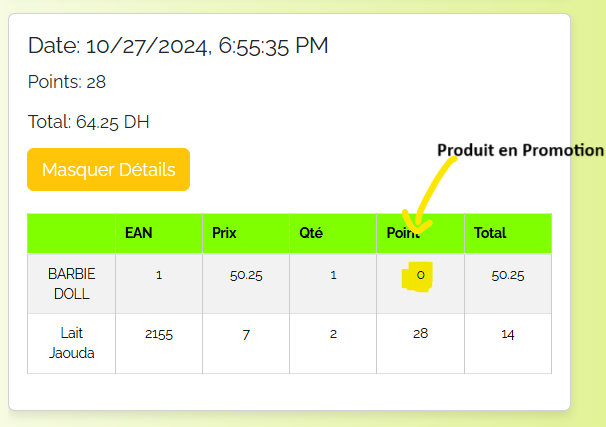 Date: 10/27/2024, 6:55:35 PM
Points: 28
Total: 64.25 DH
Produit en Promotion
Masquer Détails
EAN Prix Qté Point Total
BARBIE DOLL 1 50.25 1 0 50.25
Lait Jaouda 2155 7 2 28 14